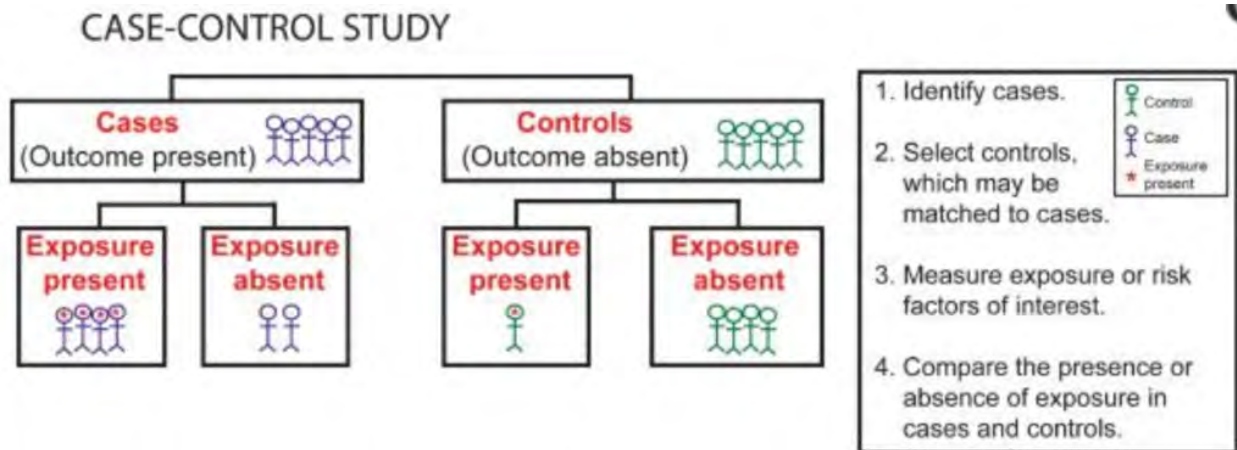 CASE-CONTROL STUDY
Cases
(Outcome present)
Controls
(Outcome absent)
Exposure
present
Exposure
absent
Exposure
present
Exposure
absent
1. Identify cases.
2. Select controls,
which may be
matched to cases.
3. Measure exposure or risk
factors of interest.
4. Compare the presence or
absence of exposure in
cases and controls.
Control
Case
Exposure
present